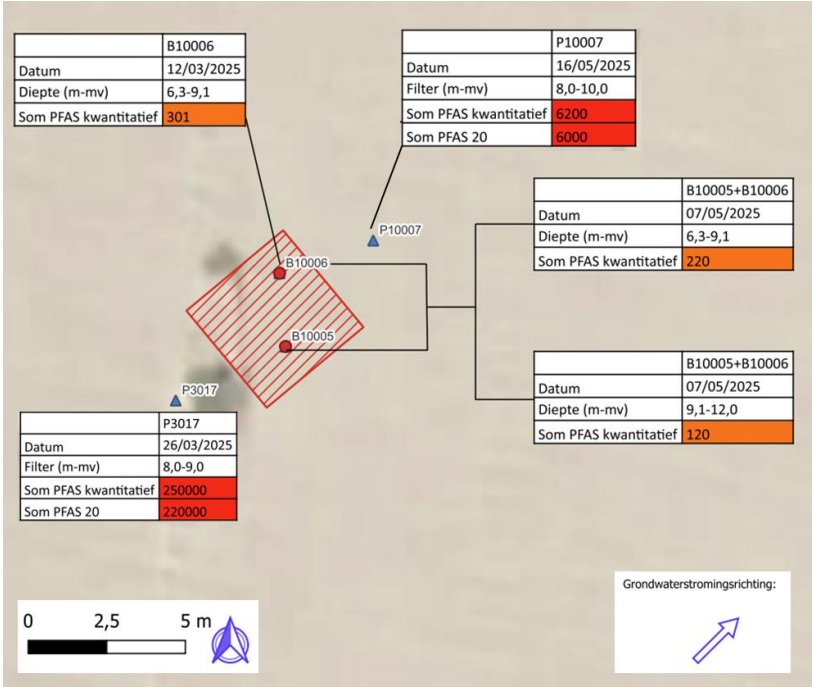 B10006
Datum 12/03/2025
Diepte (m-mv) 6,3-9,1
Som PFAS kwantitatief 301
P10007
Datum 16/05/2025
Filter (m-mv) 8,0-10,0
Som PFAS kwantitatief 6200
Som PFAS 20 6000
B10005+B10006
Datum 07/05/2025
Diepte (m-mv) 6,3-9,1
Som PFAS kwantitatief 220
P10007
B10006
B10005
B10005+B10006
Datum 07/05/2025
Diepte (m-mv) 9,1-12,0
Som PFAS kwantitatief 120
P3017
P3017
Datum 26/03/2025
Filter (m-mv) 8,0-9,0
Som PFAS kwantitatief 250000
Som PFAS 20 220000
0 2,5 5 m
Grondwaterstromingsrichting: